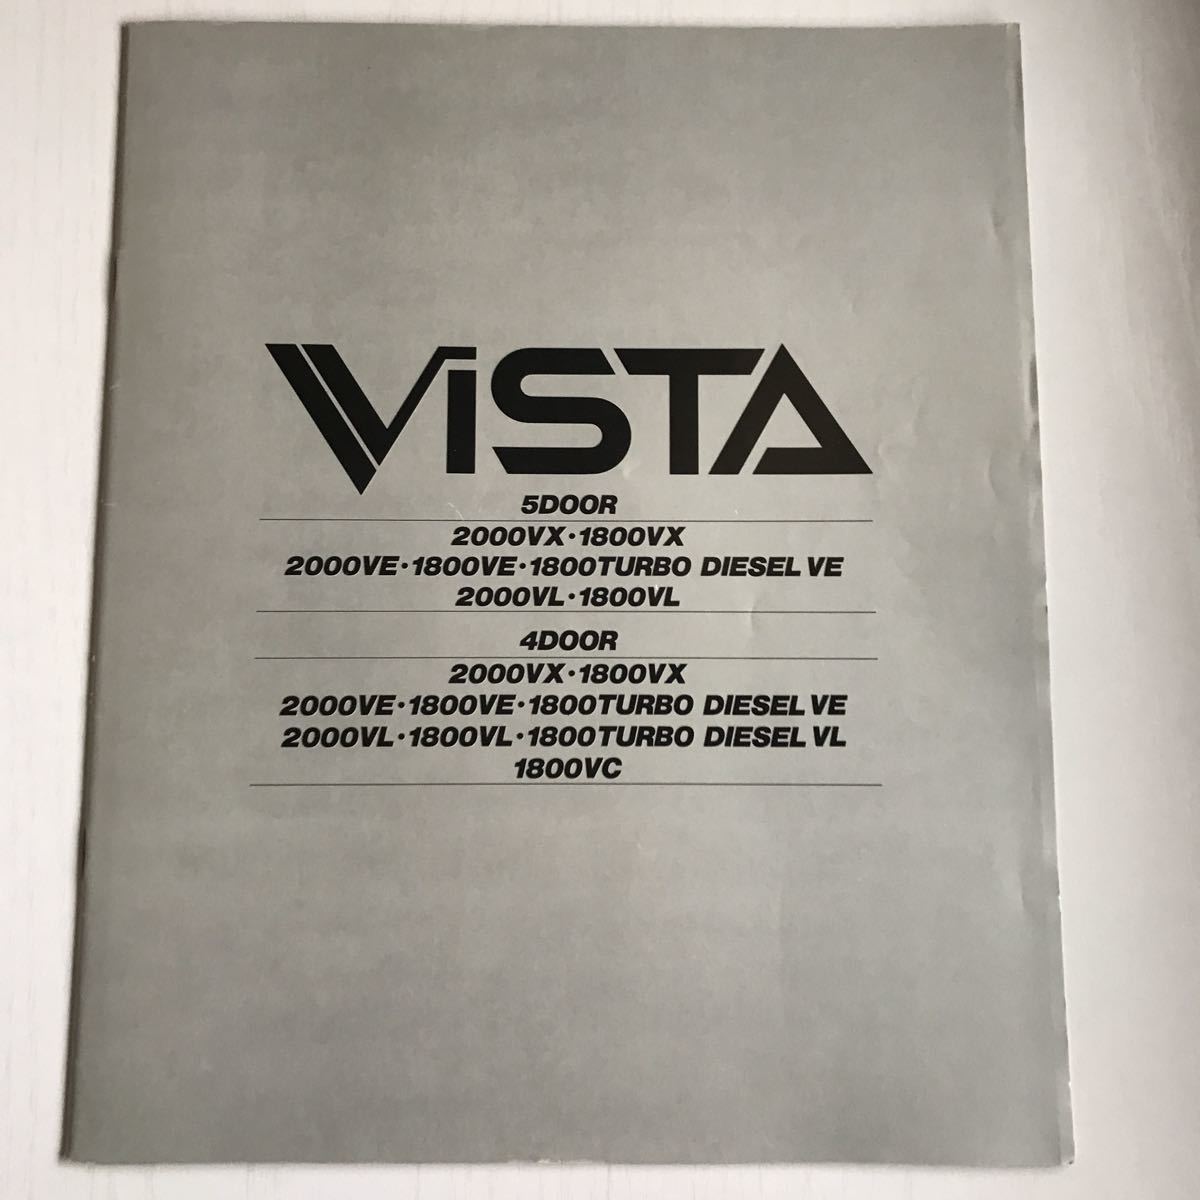 ViSTA
5DOOR
2000VX·1800VX
2000VE·1800VE·1800TURBO DIESEL VE
2000VL·1800VL
4DOOR
2000VX·1800VX
2000VE·1800VE·1800TURBO DIESEL VE
2000VL·1800VL·1800TURBO DIESEL VL
1800VC